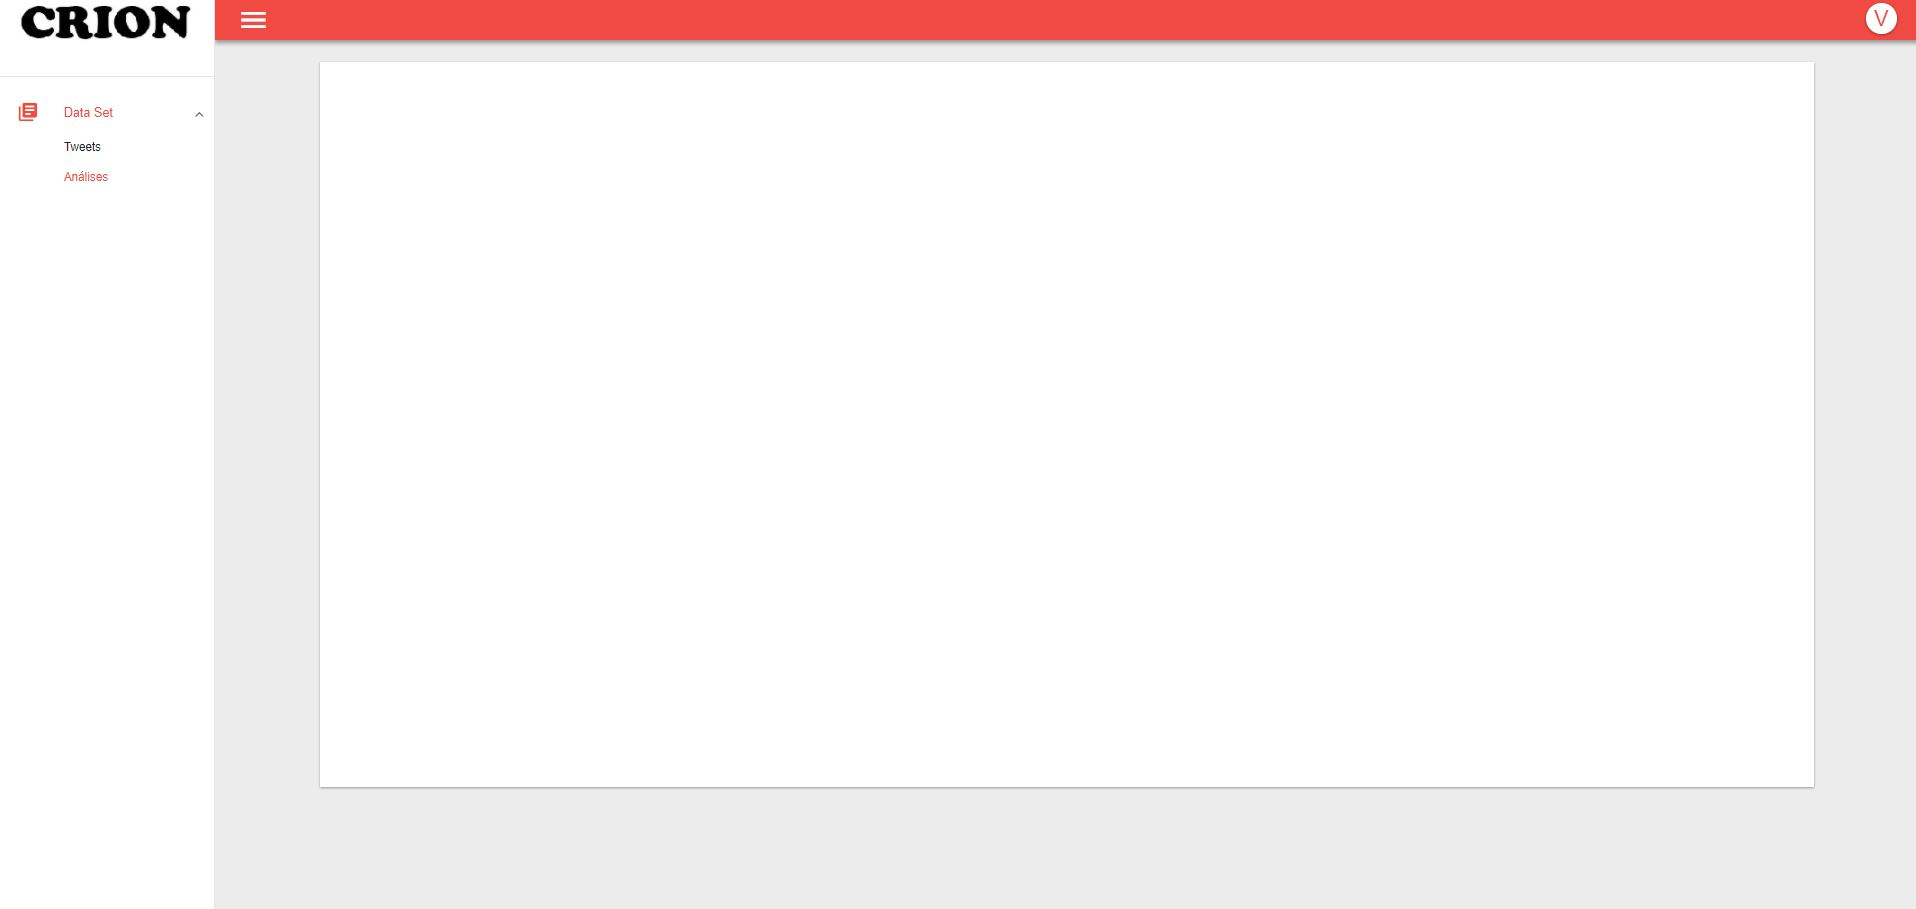 CRION
V
Data Set
Tweets
Análises